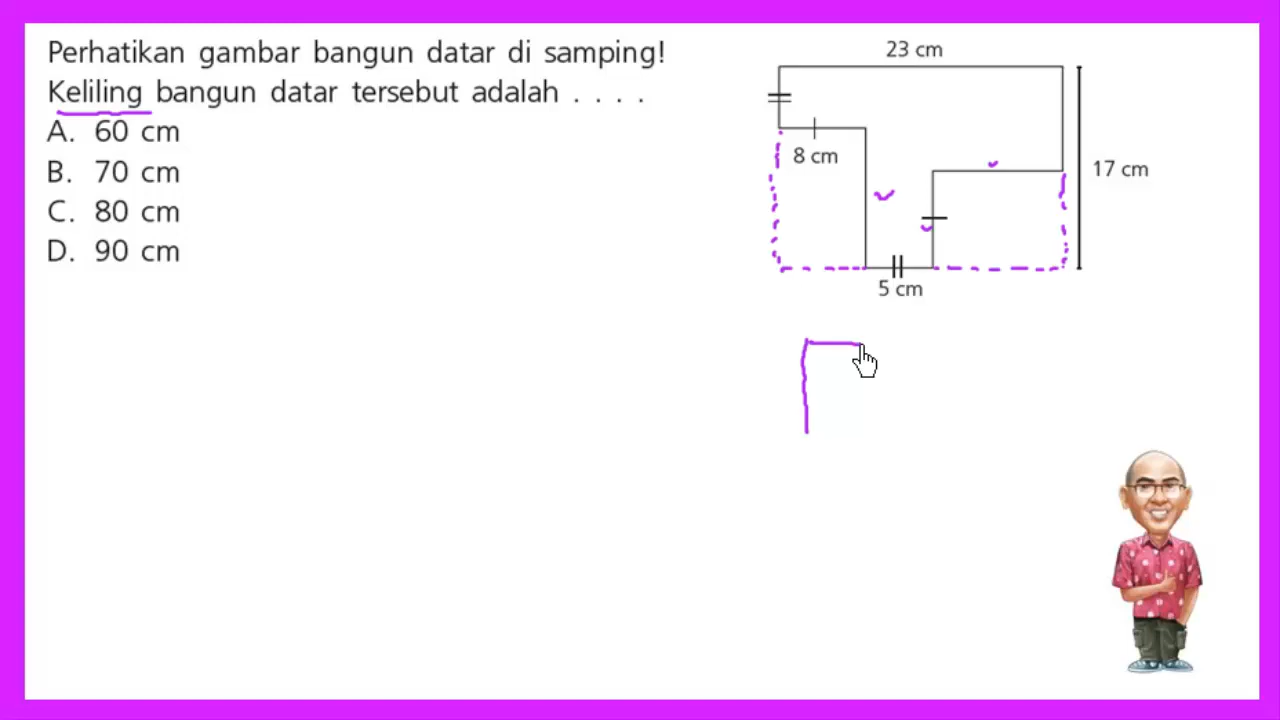 Perhatikan gambar bangun datar di samping!
Keliling bangun datar tersebut adalah . . . .
A. 60 cm
B. 70 cm
C. 80 cm
D. 90 cm
23 cm
8 cm
17 cm
5 cm